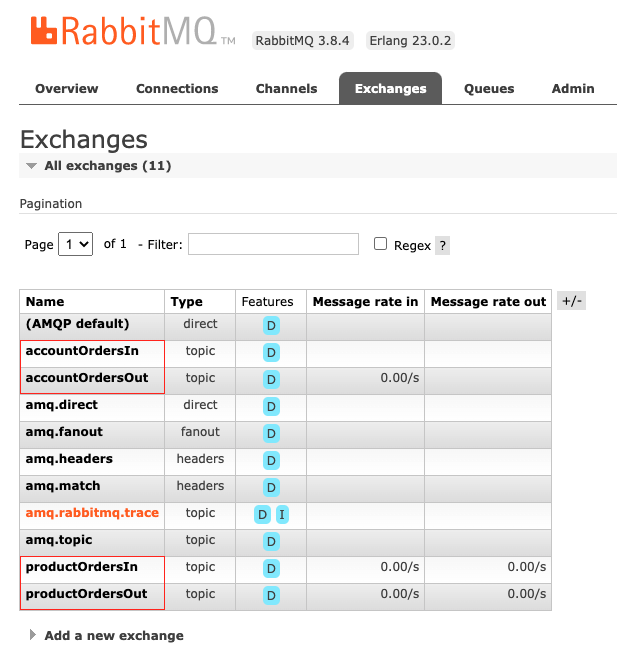 RabbitMQ TM RabbitMQ 3.8.4 Erlang 23.0.2
Overview Connections Channels Exchanges Queues Admin
Exchanges
All exchanges (11)
Pagination
Page 1 of 1 - Filter: Regex ?
Name Type Features Message rate in Message rate out +/-
(AMQP default) direct D
accountOrdersIn topic D
accountOrdersOut topic D 0.00/s
amq.direct direct D
amq.fanout fanout D
amq.headers headers D
amq.match headers D
amq.rabbitmq.trace topic D I
amq.topic topic D
productOrdersIn topic D 0.00/s 0.00/s
productOrdersOut topic D 0.00/s 0.00/s
Add a new exchange